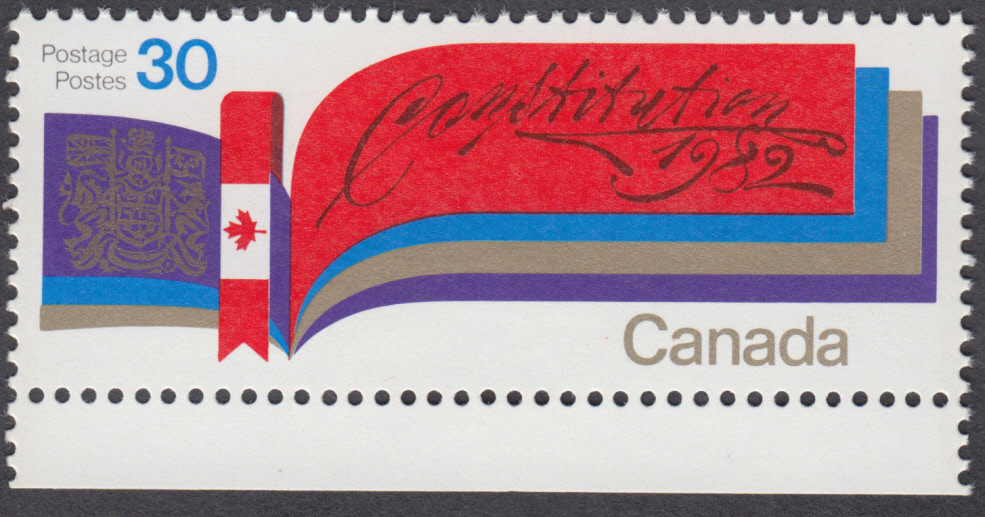 Postage 30
Postes
Constitution
1982
Canada